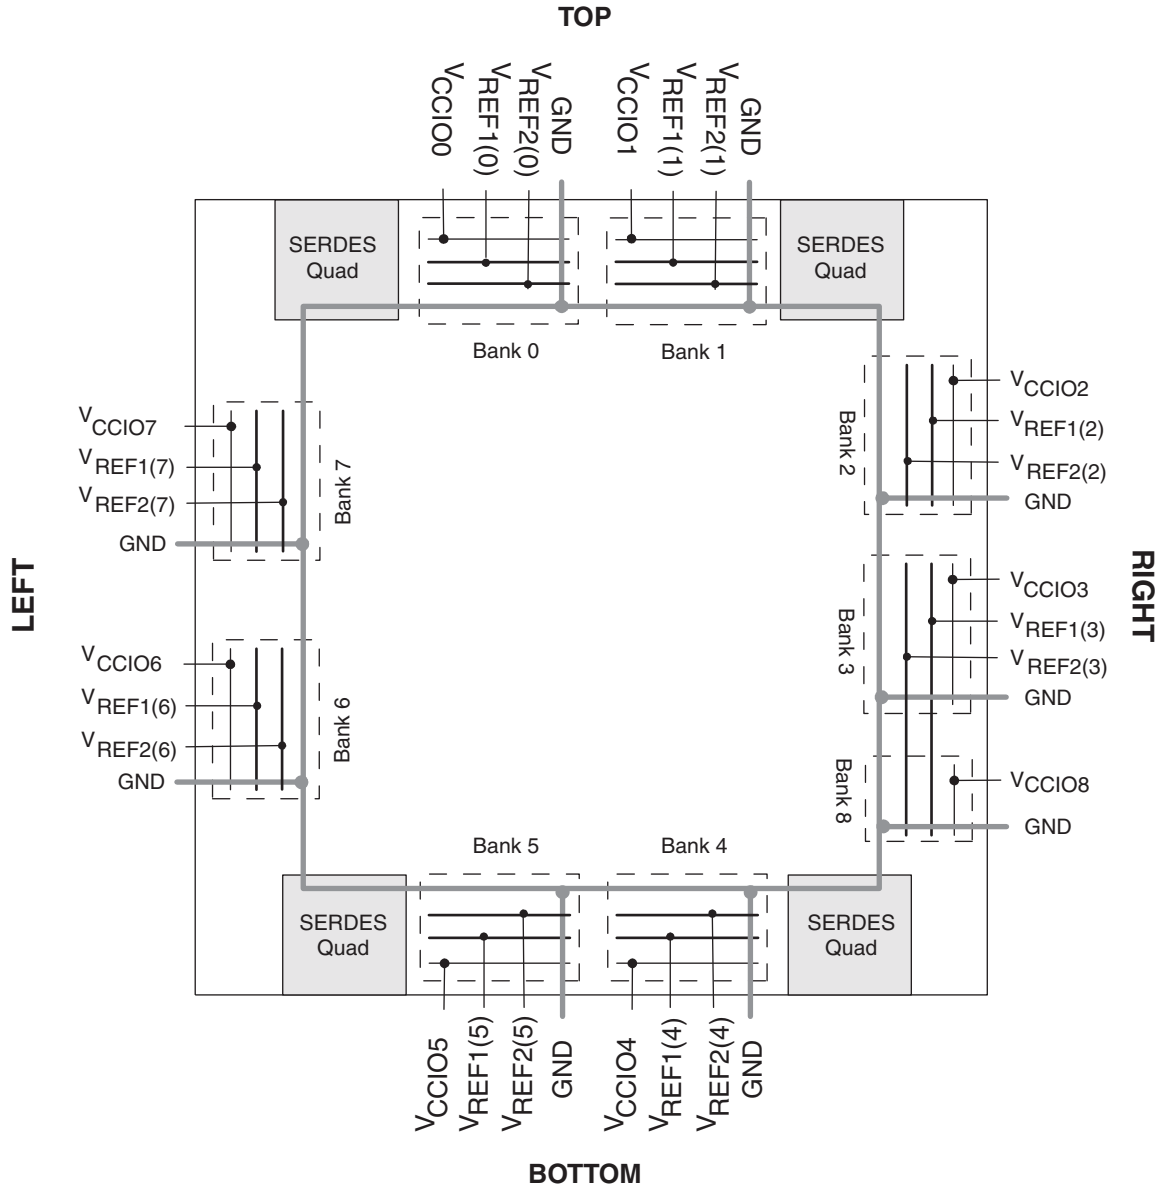 TOP
VCCIO0
VREF1(0)
VREF2(0)
GND
VCCIO1
VREF1(1)
VREF2(1)
GND
SERDES
Quad
SERDES
Quad
Bank 0
Bank 1
VCCIO7
VREF1(7)
VREF2(7)
GND
Bank 7
Bank 2
VCCIO2
VREF1(2)
VREF2(2)
GND
LEFT
RIGHT
Bank 3
VCCIO3
VREF1(3)
VREF2(3)
GND
VCCIO6
VREF1(6)
VREF2(6)
GND
Bank 6
Bank 8
VCCIO8
GND
Bank 5
Bank 4
SERDES
Quad
SERDES
Quad
VCCIO5
VREF1(5)
VREF2(5)
GND
VCCIO4
VREF1(4)
VREF2(4)
GND
BOTTOM